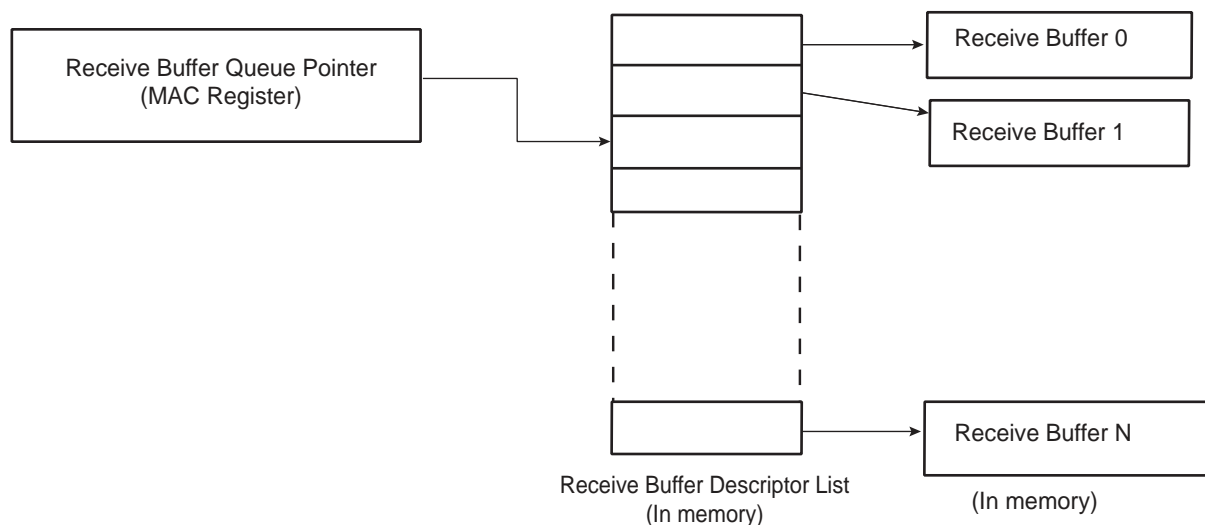 Receive Buffer Queue Pointer
(MAC Register)
Receive Buffer 0
Receive Buffer 1
Receive Buffer N
Receive Buffer Descriptor List
(In memory)
(In memory)